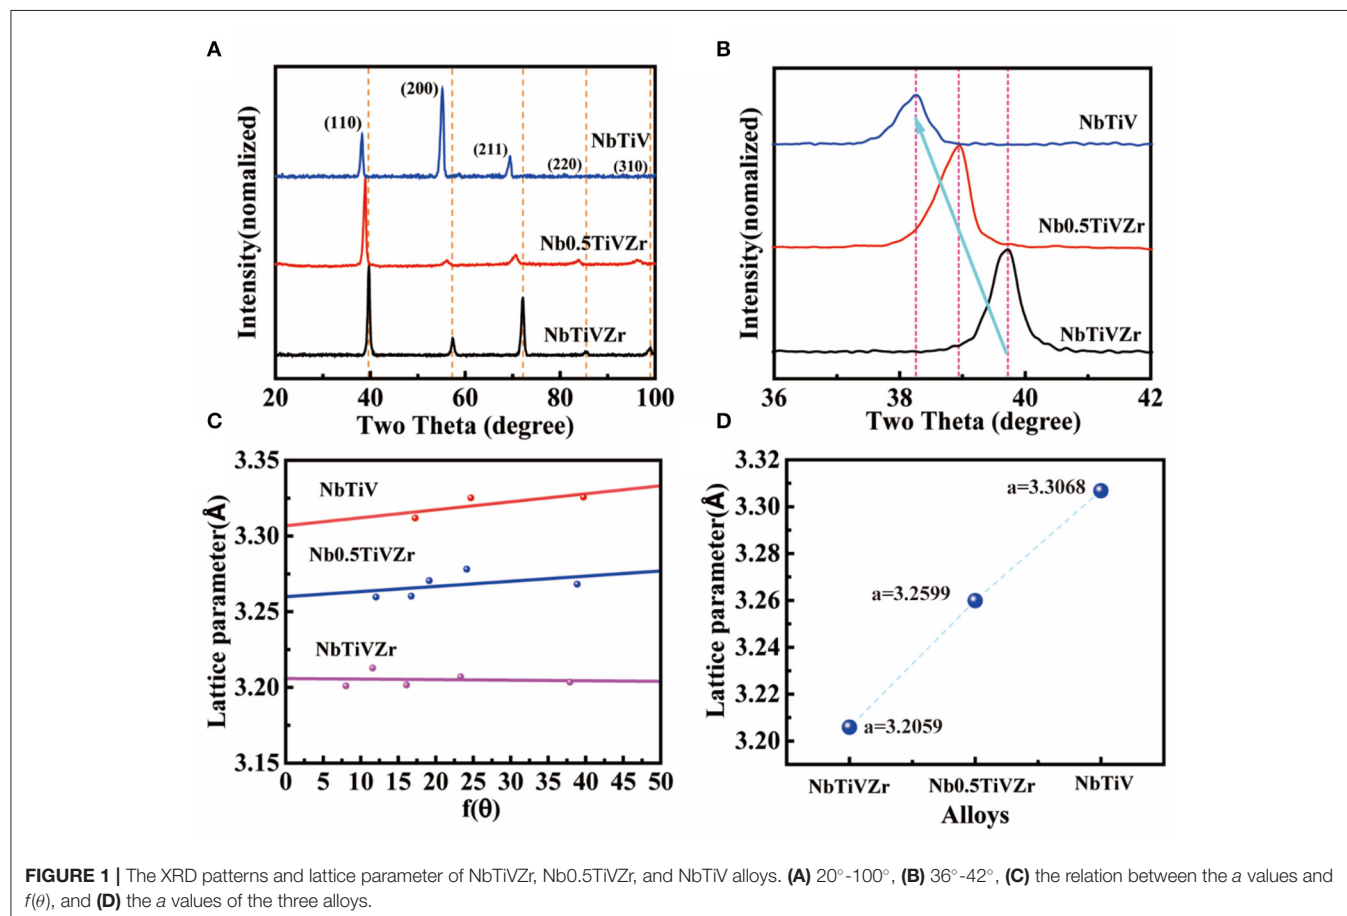 A
Intensity(nomalized)
(110)
(200)
(211)
(220)
(310)
NbTiV
Nb0.5TiVZr
NbTiVZr
20 40 60 80 100
Two Theta (degree)
B
Intensity(nomalized)
NbTiV
Nb0.5TiVZr
NbTiVZr
36 38 40 42
Two Theta (degree)
C
Lattice parameter(Å)
3.35
3.30
3.25
3.20
3.15
NbTiV
Nb0.5TiVZr
NbTiVZr
0 5 10 15 20 25 30 35 40 45 50
f(θ)
D
Lattice parameter(Å)
3.32
3.30
3.28
3.26
3.24
3.22
3.20
a=3.3068
a=3.2599
a=3.2059
NbTiVZr Nb0.5TiVZr NbTiV
Alloys
FIGURE 1 | The XRD patterns and lattice parameter of NbTiVZr, Nb0.5TiVZr, and NbTiV alloys. (A) 20°-100°, (B) 36°-42°, (C) the relation between the a values and
f(θ), and (D) the a values of the three alloys.